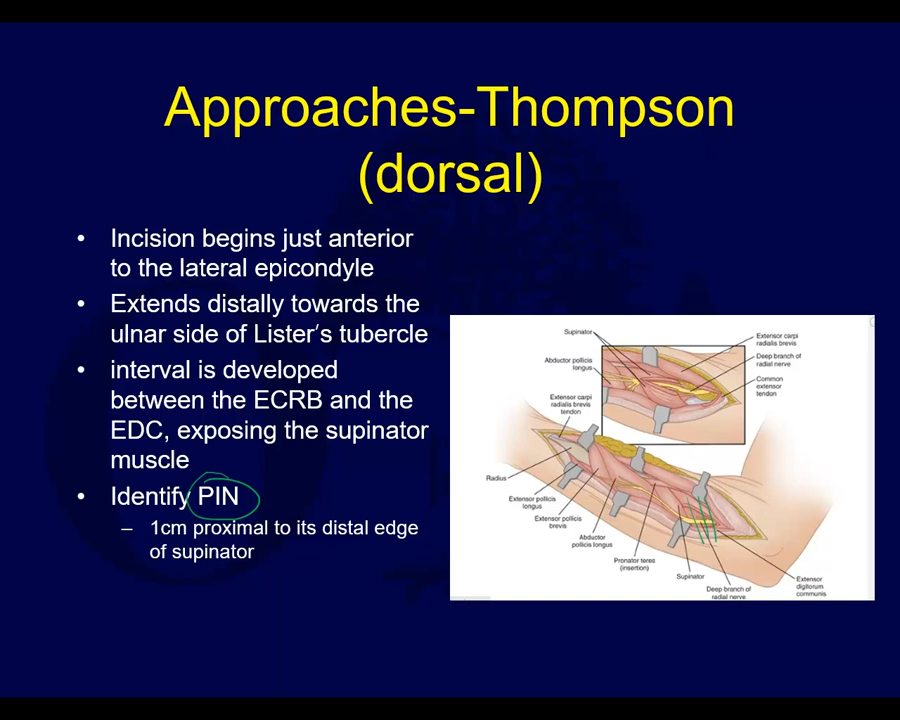 Approaches-Thompson
(dorsal)
• Incision begins just anterior
to the lateral epicondyle
• Extends distally towards the
ulnar side of Lister′s tubercle
• interval is developed
between the ECRB and the
EDC, exposing the supinator
muscle
• Identify PIN
– 1cm proximal to its distal edge
of supinator
Supinator
Extensor carpi
radialis brevis
Abductor pollicis
longus
Deep branch of
radial nerve
Common
extensor
tendon
Extensor carpi
radialis brevis
tendon
Radius
Extensor pollicis
longus
Extensor pollicis
brevis
Abductor
pollicis longus
Pronator teres
(insertion)
Supinator
Deep branch of
radial nerve
Extensor
digitorum
communis